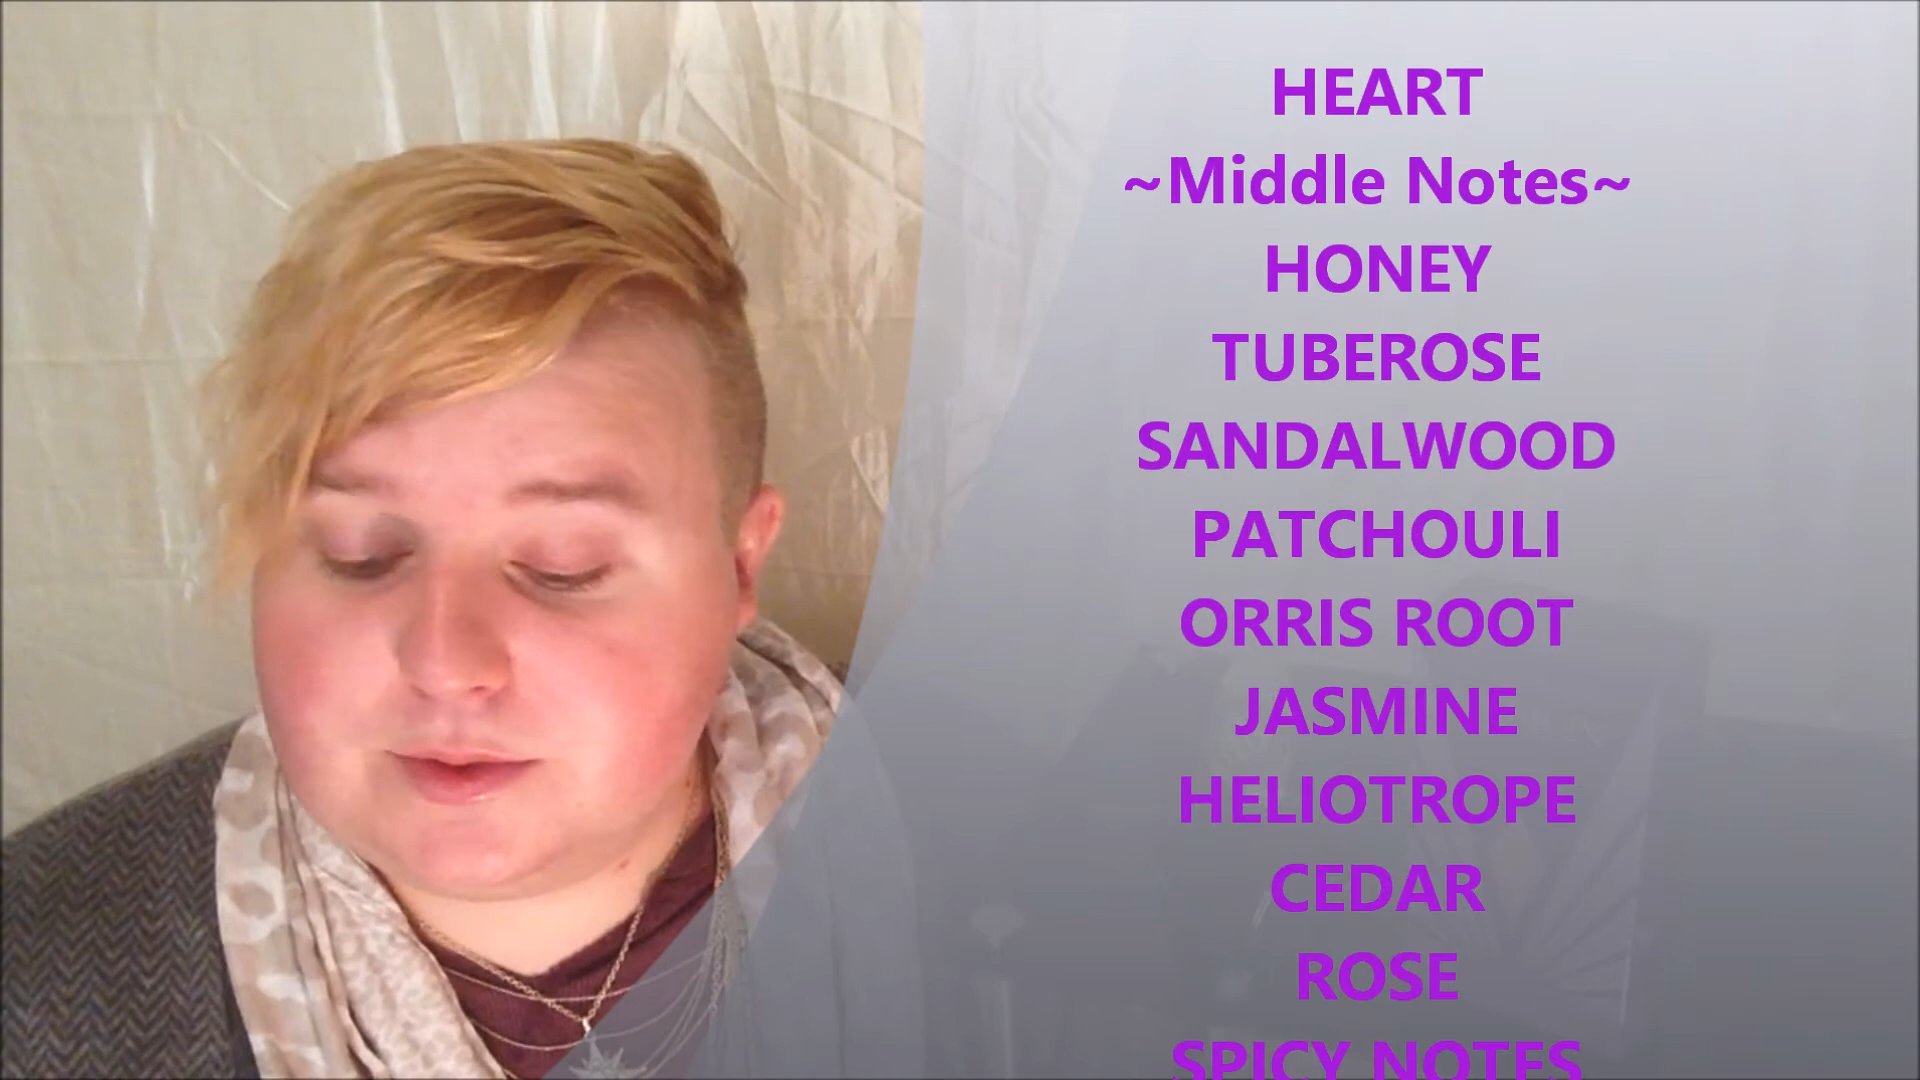 HEART
~Middle Notes~
HONEY
TUBEROSE
SANDALWOOD
PATCHOULI
ORRIS ROOT
JASMINE
HELIOTROPE
CEDAR
ROSE
SPICY NOTES